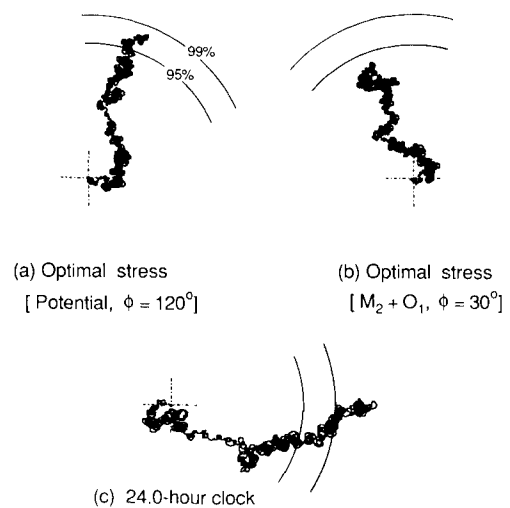 99%
95%
(a) Optimal stress
[ Potential, ϕ = 120°]
(b) Optimal stress
[ M₂ + O₁, ϕ = 30°]
(c) 24.0-hour clock